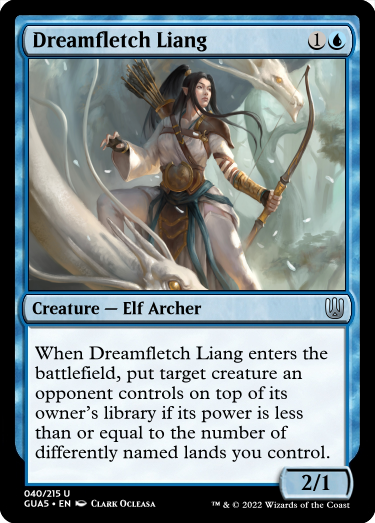 Dreamfletch Liang 1
Creature — Elf Archer
When Dreamfletch Liang enters the
battlefield, put target creature an
opponent controls on top of its
owner's library if its power is less
than or equal to the number of
differently named lands you control.
2/1
040/215 U
GUA5 • EN Clark Ocleasa ™ & © 2022 Wizards of the Coast